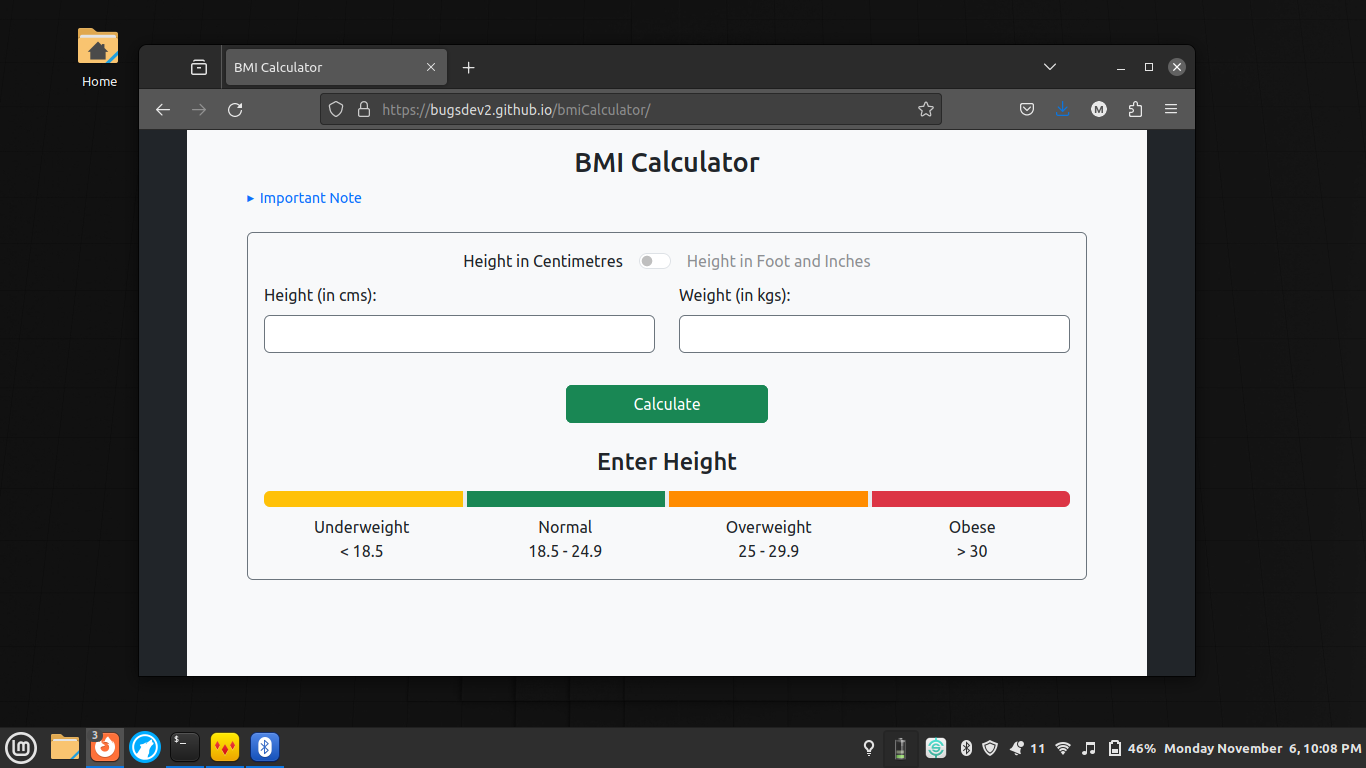 Home
BMI Calculator
https://bugsdev2.github.io/bmiCalculator/
M
BMI Calculator
▸ Important Note
Height in Centimetres Height in Foot and Inches
Height (in cms): Weight (in kgs):
Calculate
Enter Height
Underweight Normal Overweight Obese
< 18.5 18.5 - 24.9 25 - 29.9 > 30
3
$_
11 46% Monday November 6, 10:08 PM